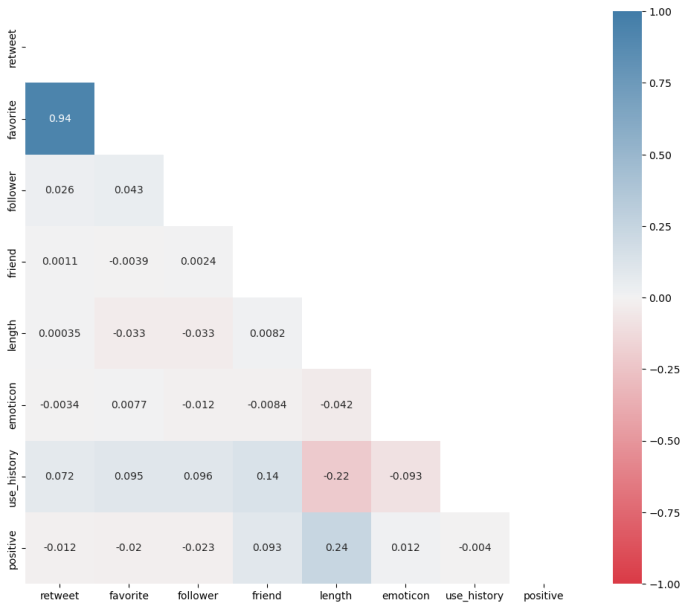 retweet
favorite
0.94
follower
0.026 0.043
friend
0.0011 -0.0039 0.0024
length
0.00035 -0.033 -0.033 0.0082
emoticon
-0.0034 0.0077 -0.012 -0.0084 -0.042
use_history
0.072 0.095 0.096 0.14 -0.22 -0.093
positive
-0.012 -0.02 -0.023 0.093 0.24 0.012 -0.004
retweet favorite follower friend length emoticon use_history positive
1.00
0.75
0.50
0.25
0.00
−0.25
−0.50
−0.75
−1.00